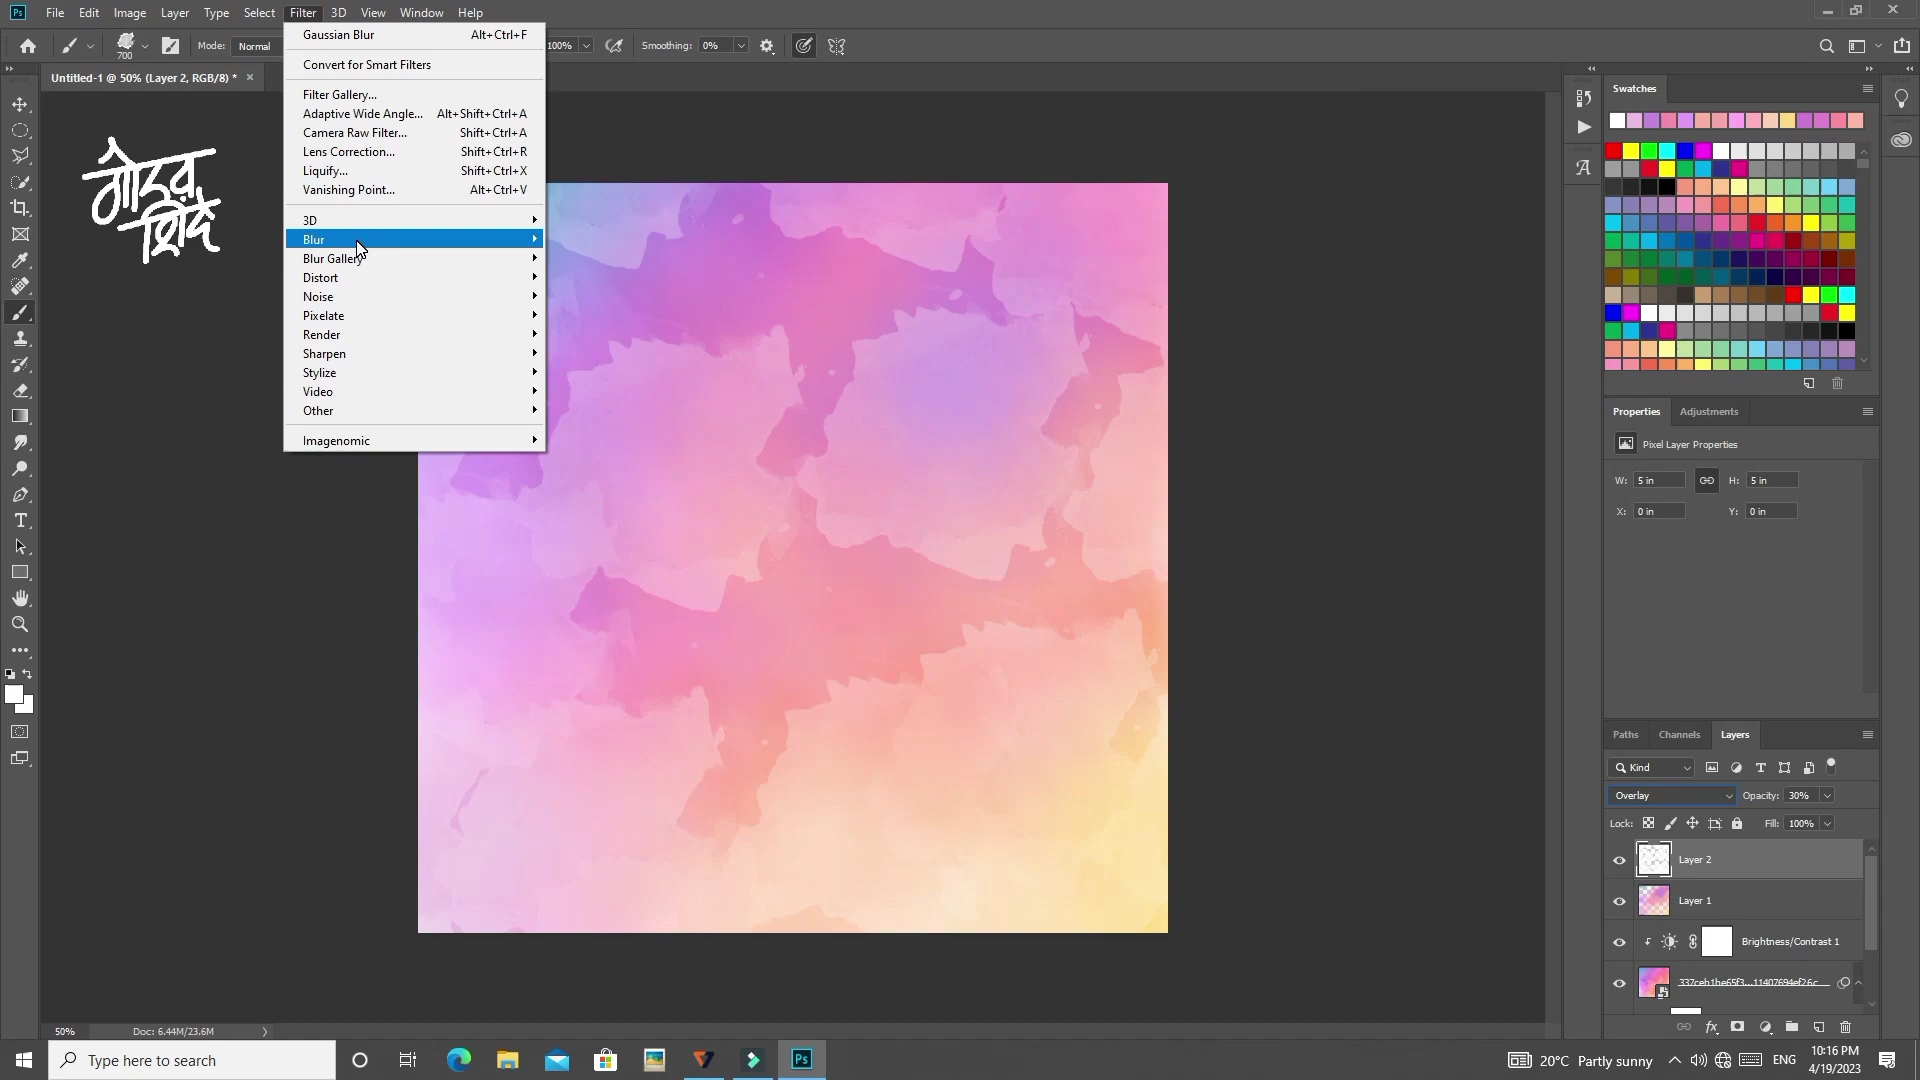 File Edit Image Layer Type Select Filter 3D View Window Help
700 Mode: Normal 100% Smoothing: 0%
Untitled-1 @ 50% (Layer 2, RGB/8) *
Gaussian Blur Alt+Ctrl+F
Convert for Smart Filters
Filter Gallery...
Adaptive Wide Angle... Alt+Shift+Ctrl+A
Camera Raw Filter... Shift+Ctrl+A
Lens Correction... Shift+Ctrl+R
Liquify... Shift+Ctrl+X
Vanishing Point... Alt+Ctrl+V
3D
Blur
Blur Gallery
Distort
Noise
Pixelate
Render
Sharpen
Stylize
Video
Other
Imagenomic
शिंदे
Swatches
Properties Adjustments
Pixel Layer Properties
W: 5 in H: 5 in
X: 0 in Y: 0 in
Paths Channels Layers
Kind
Overlay Opacity: 30%
Lock: Fill: 100%
Layer 2
Layer 1
Brightness/Contrast 1
50% Doc: 6.44M/23.6M
Type here to search
Ps
20°C Partly sunny
ENG
10:16 PM
4/19/2023